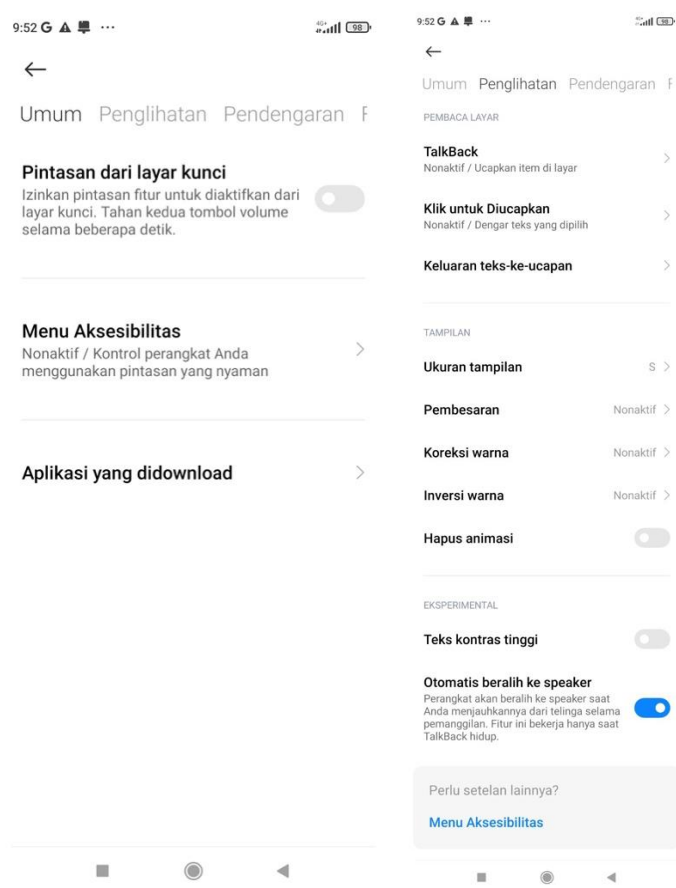 9:52 G
98
Umum Penglihatan Pendengaran
Pintasan dari layar kunci
Izinkan pintasan fitur untuk diaktifkan dari
layar kunci. Tahan kedua tombol volume
selama beberapa detik.
Menu Aksesibilitas
Nonaktif / Kontrol perangkat Anda
menggunakan pintasan yang nyaman
Aplikasi yang didownload
9:52 G
98
Umum Penglihatan Pendengaran
PEMBACA LAYAR
TalkBack
Nonaktif / Ucapkan item di layar
Klik untuk Diucapkan
Nonaktif / Dengar teks yang dipilih
Keluaran teks-ke-ucapan
TAMPILAN
Ukuran tampilan S
Pembesaran Nonaktif
Koreksi warna Nonaktif
Inversi warna Nonaktif
Hapus animasi
EKSPERIMENTAL
Teks kontras tinggi
Otomatis beralih ke speaker
Perangkat akan beralih ke speaker saat
Anda menjauhkannya dari telinga selama
pemanggilan. Fitur ini bekerja hanya saat
TalkBack hidup.
Perlu setelan lainnya?
Menu Aksesibilitas